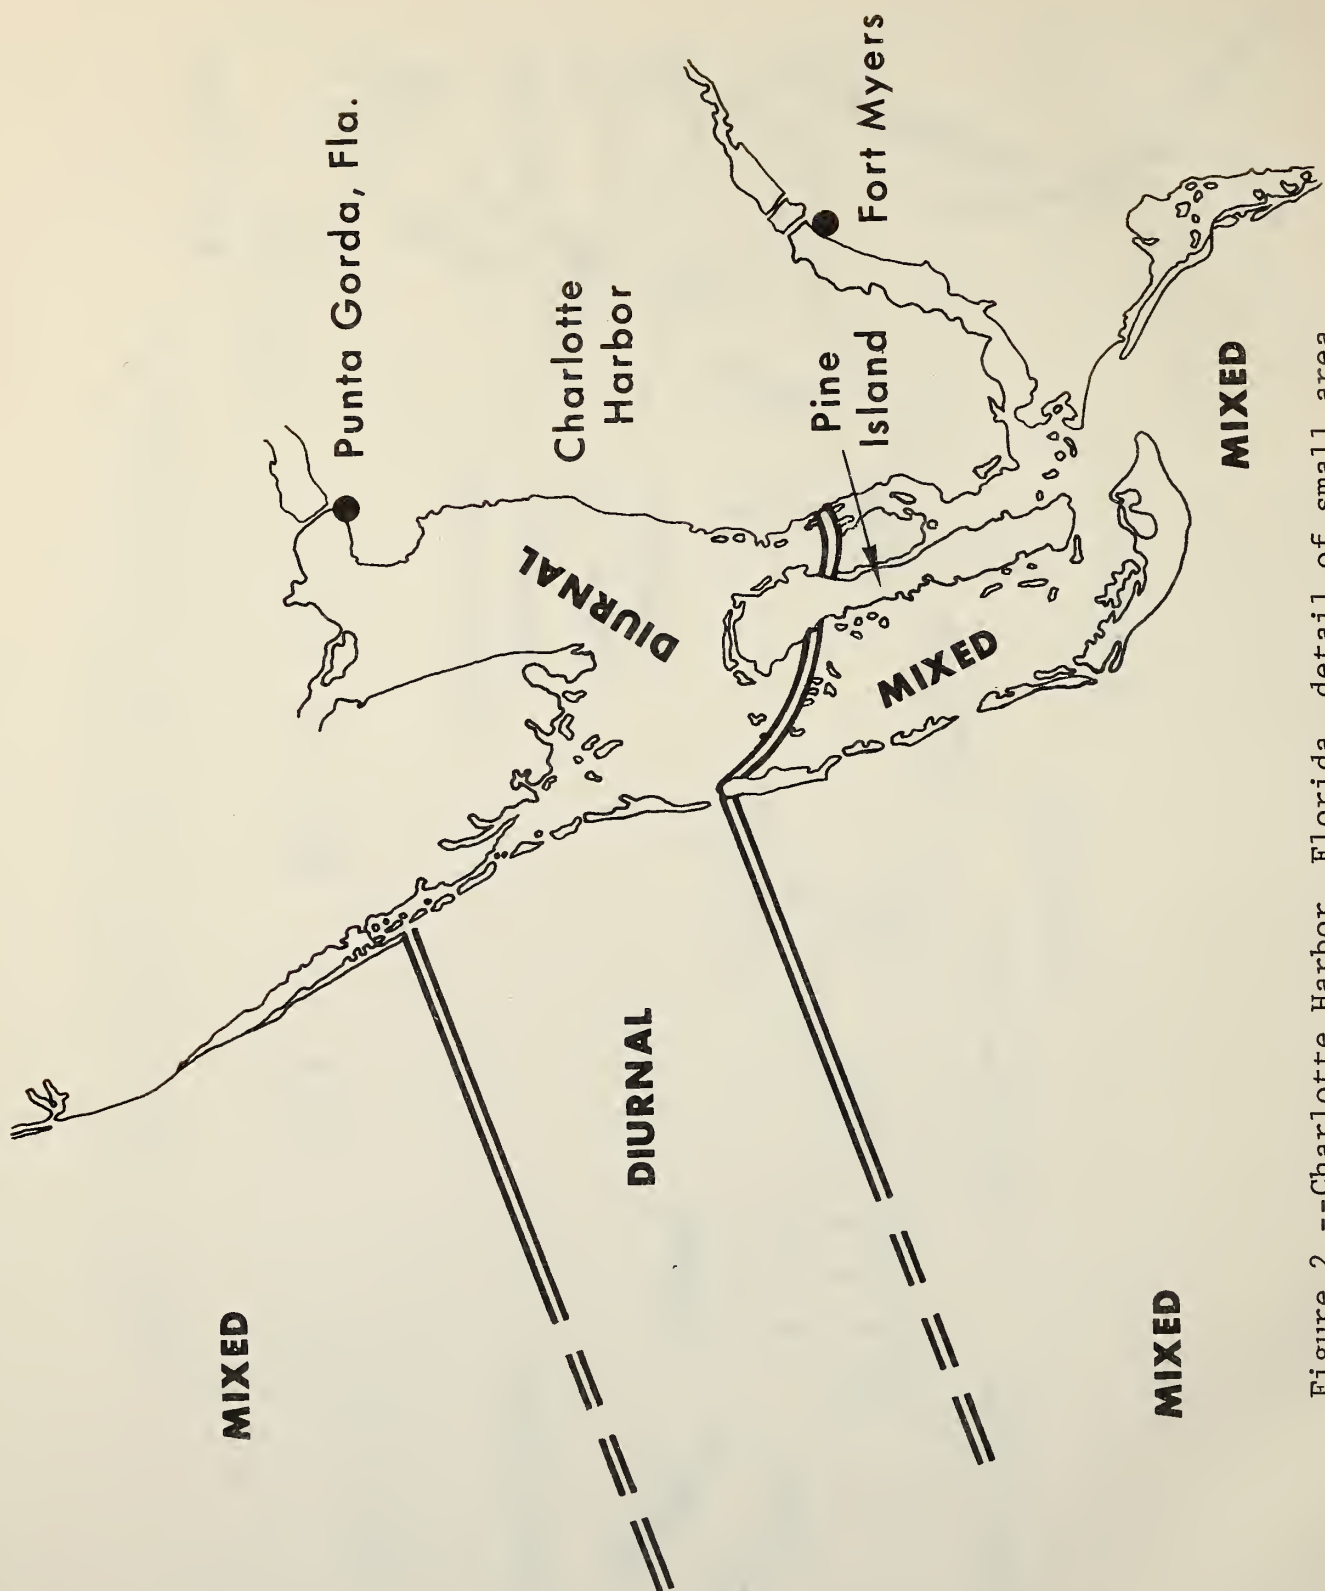 Punta Gorda, Fla.
Charlotte
Harbor
Fort Myers
Pine
Island
DIURNAL
MIXED
MIXED
DIURNAL
MIXED
MIXED
Figure 2.--Charlotte Harbor, Florida, detail of small area